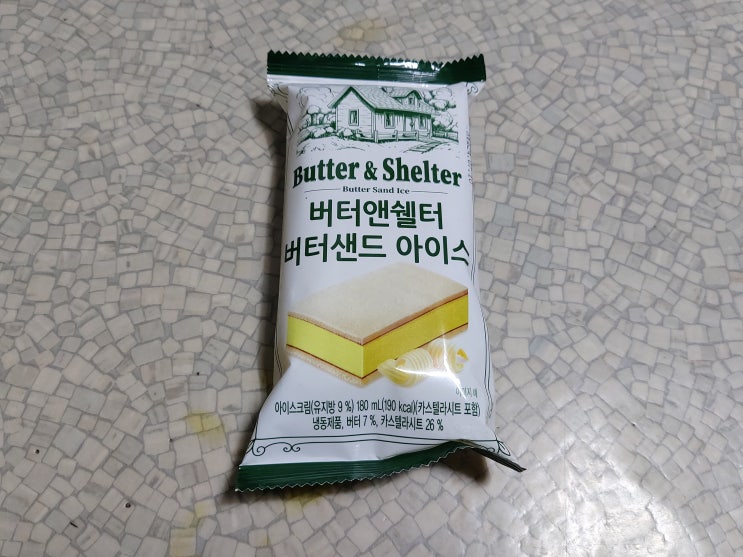 Butter & Shelter
Butter Sand Ice
버터앤쉘터
버터샌드 아이스
아이스크림(유지방 9 %) 180 mL(190 kcal)(카스텔라시트 포함)
냉동제품, 버터 7 %, 카스텔라시트 26 %